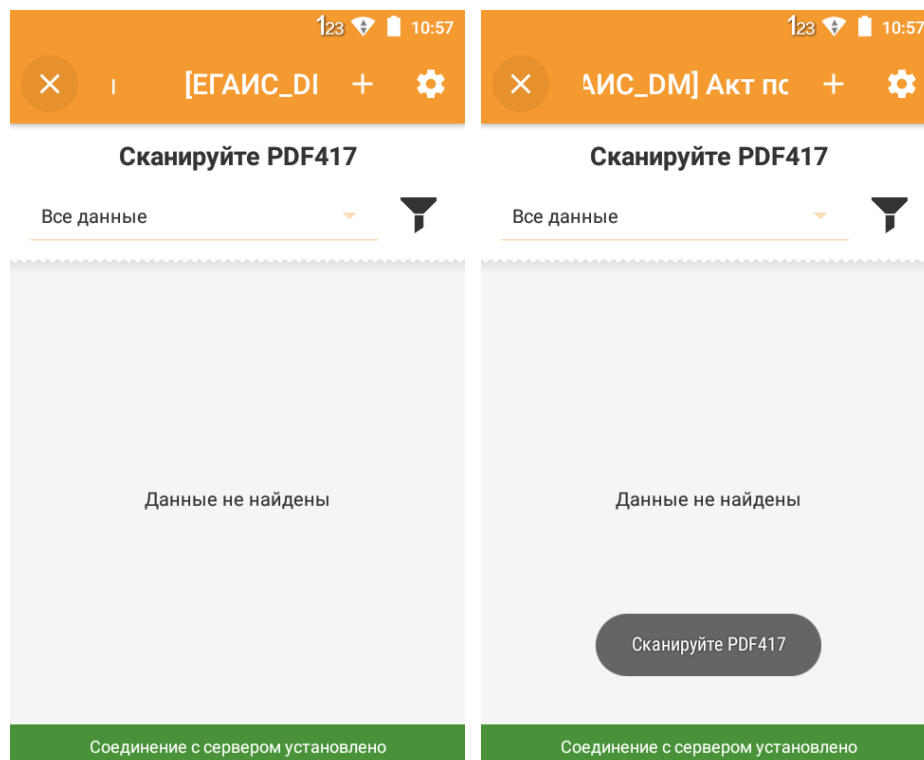 123 10:57
[ЕГАИС_DI
Сканируйте PDF417
Все данные
Данные не найдены
Соединение с сервером установлено
123 10:57
АИС_DM] Акт по
Сканируйте PDF417
Все данные
Данные не найдены
Сканируйте PDF417
Соединение с сервером установлено